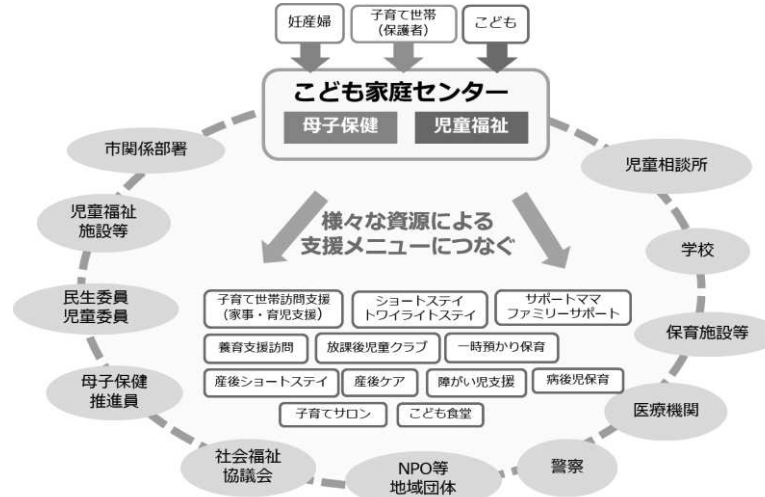 妊産婦
子育て世帯
(保護者)
こども
こども家庭センター
母子保健
児童福祉
市関係部署
児童相談所
児童福祉
施設等
様々な資源による
支援メニューにつなぐ
学校
民生委員
児童委員
子育て世帯訪問支援
(家事・育児支援)
ショートステイ
トワイライトステイ
サポートママ
ファミリーサポート
保育施設等
養育支援訪問
放課後児童クラブ
一時預かり保育
母子保健
推進員
産後ショートステイ
産後ケア
障がい児支援
病後児保育
医療機関
子育てサロン
こども食堂
社会福祉
協議会
NPO等
地域団体
警察